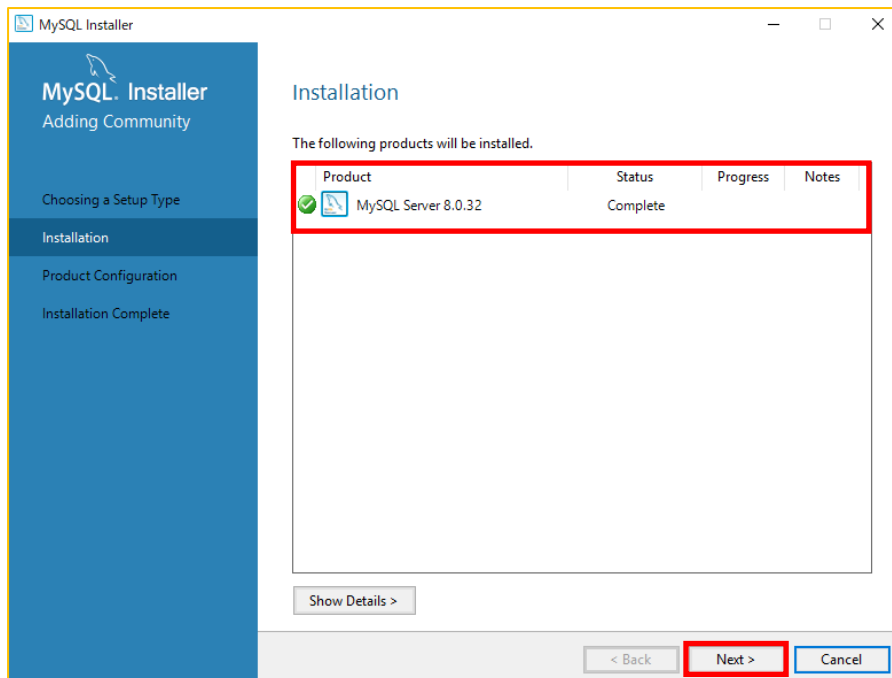 MySQL Installer
MySQL. Installer
Adding Community
Choosing a Setup Type
Installation
Product Configuration
Installation Complete
Installation
The following products will be installed.
Product Status Progress Notes
MySQL Server 8.0.32 Complete
Show Details >
< Back Next > Cancel